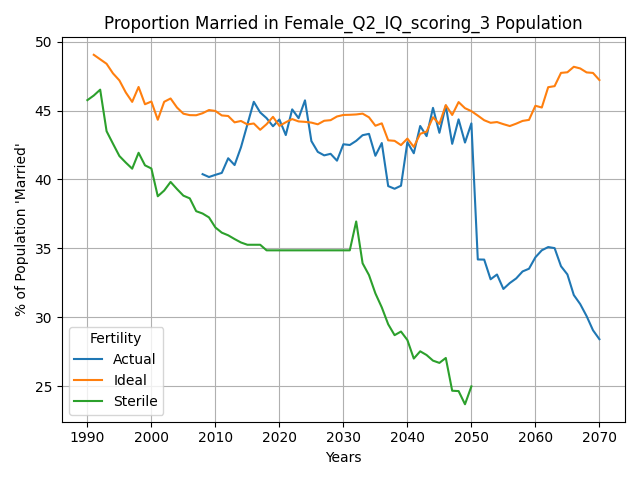 Proportion Married in Female_Q2_IQ_scoring_3 Population
% of Population 'Married'
50
45
40
35
30
25
Fertility
Actual
Ideal
Sterile
1990 2000 2010 2020 2030 2040 2050 2060 2070
Years